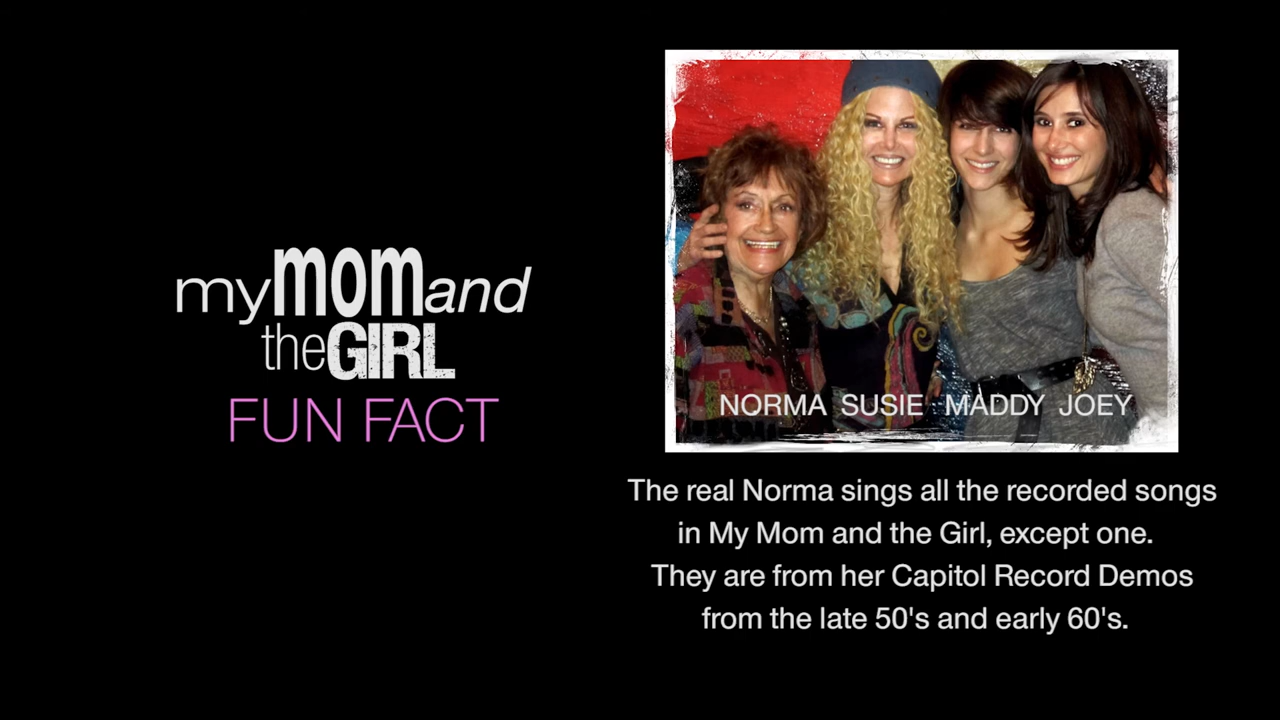 my mom and
the GIRL
FUN FACT
NORMA SUSIE MADDY JOEY
The real Norma sings all the recorded songs
in My Mom and the Girl, except one.
They are from her Capitol Record Demos
from the late 50's and early 60's.